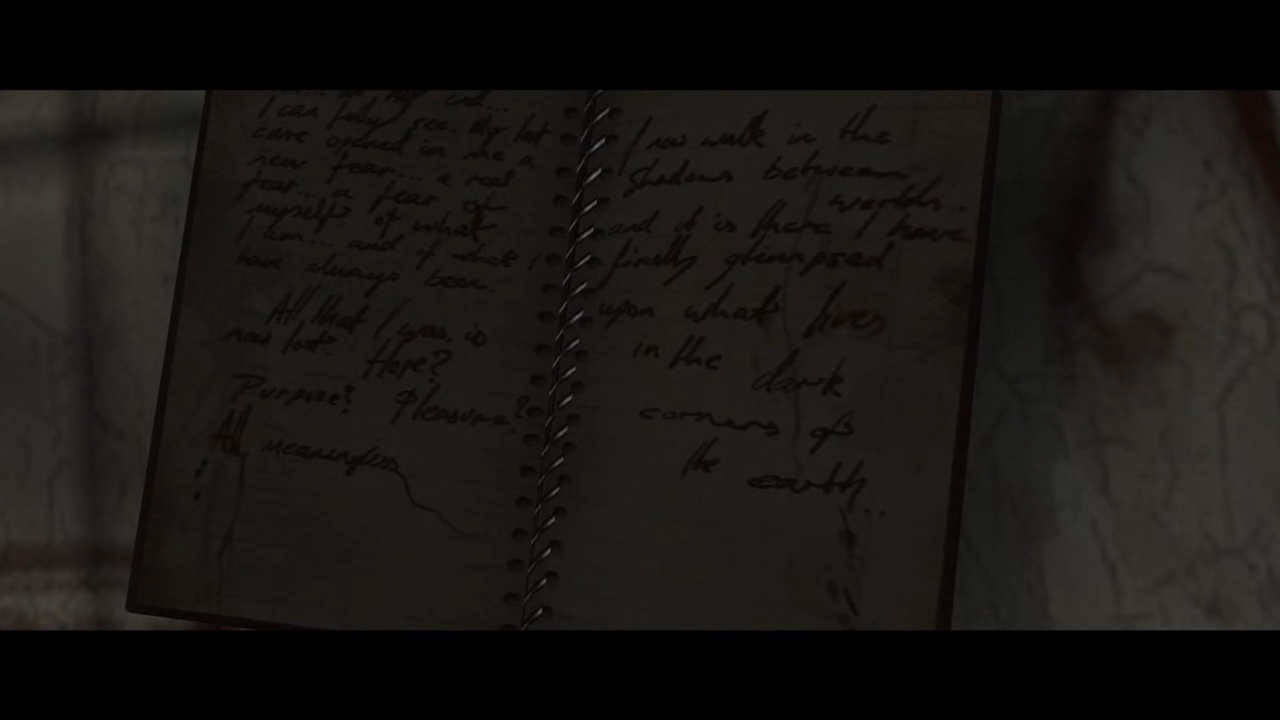 I can fully see. My last
case opened in me a
new fear... a real
fear... a fear of
myself? of what
I am... and of what I
have always been.
All that I was, is
now lost. Hope?
Purpose? Pleasure?
All meaningless
I now walk in the
shadows between
worlds..
and it is there I have
finally glimpsed
upon what lives
in the dark
corners of
the earth..